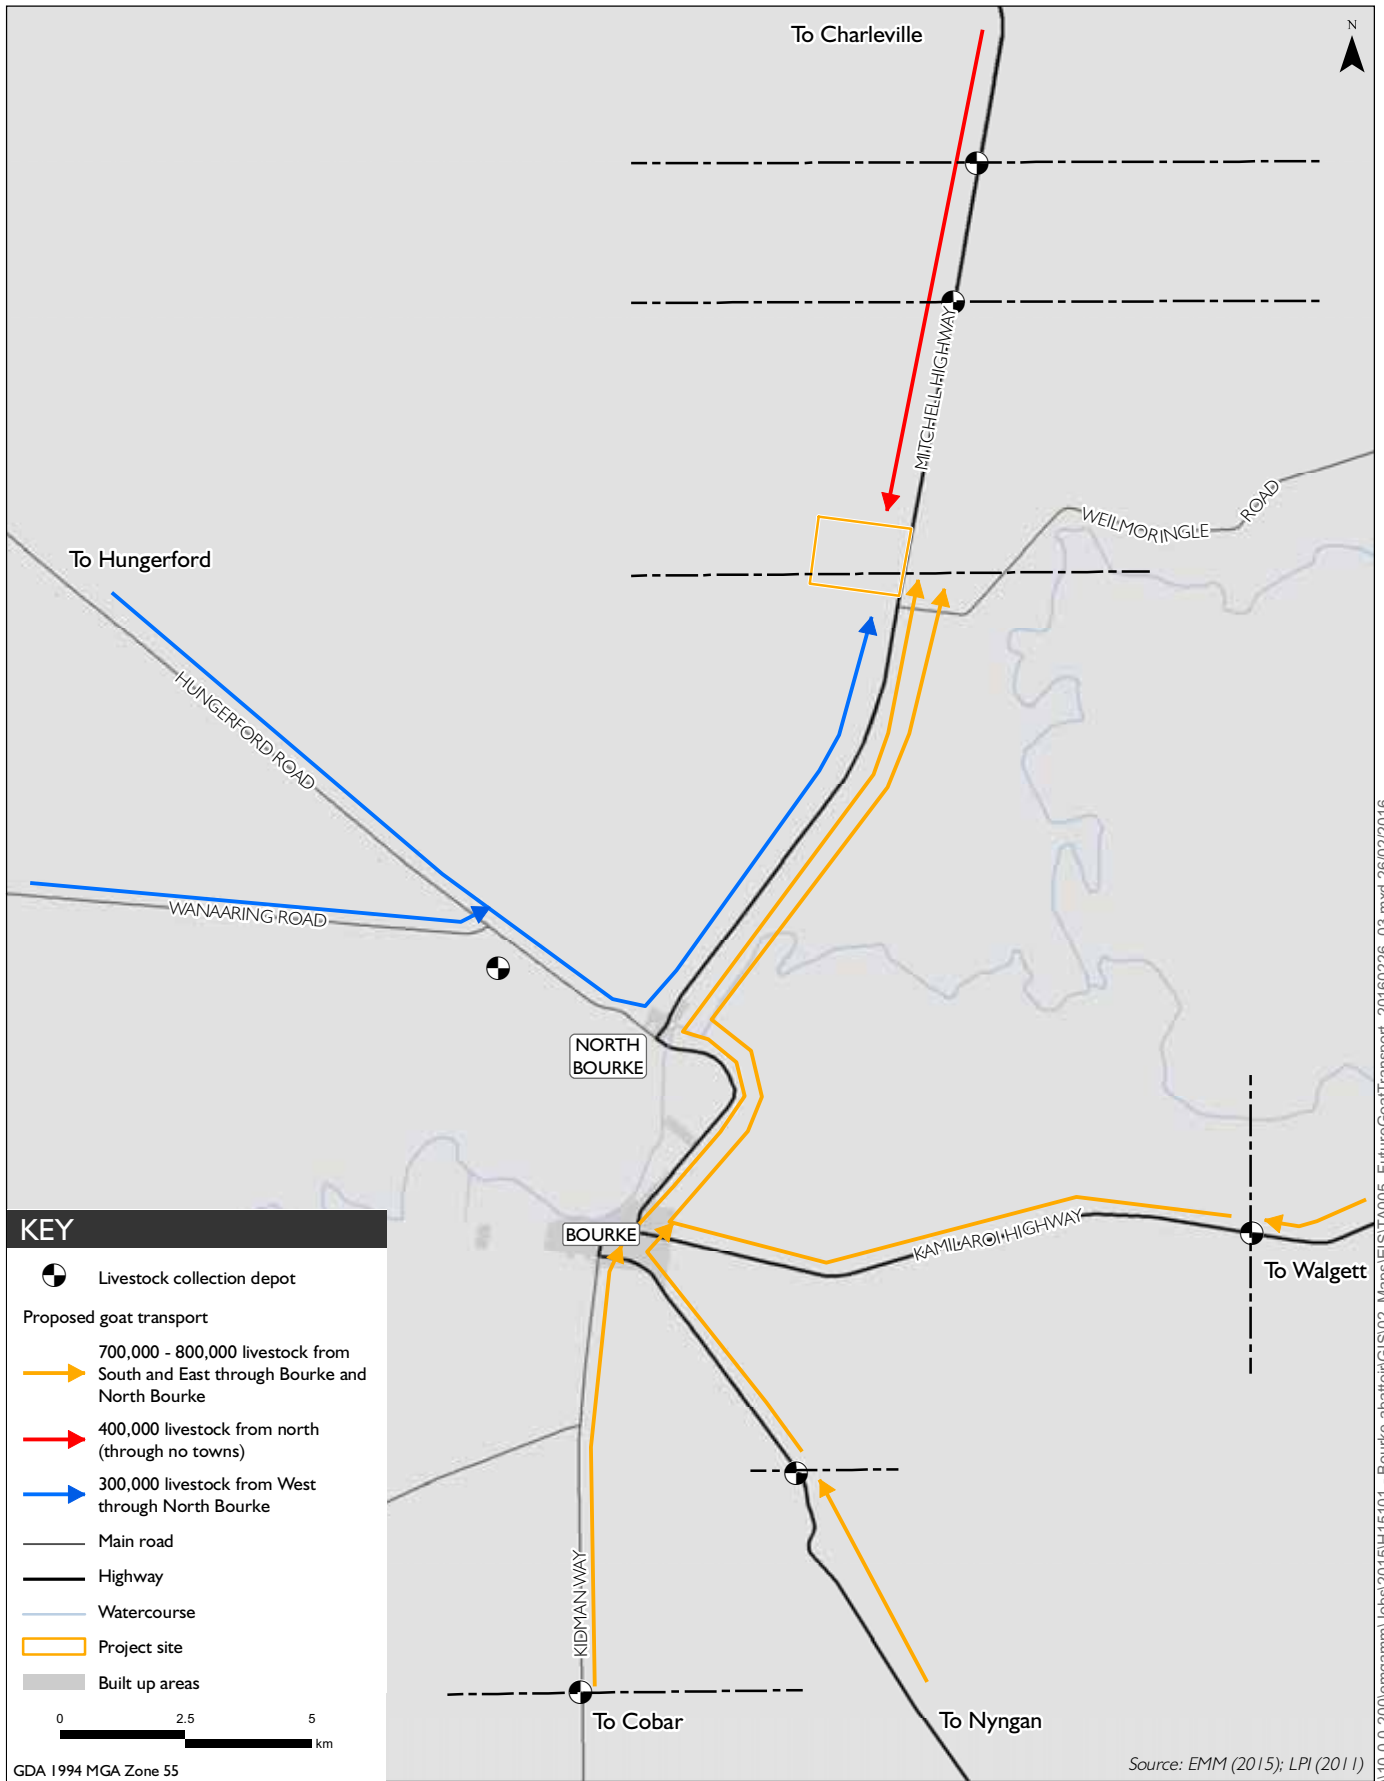 To Charleville
N
MITCHELL HIGHWAY
WEILMORINGLE ROAD
To Hungerford
HUNGERFORD ROAD
WANAARING ROAD
NORTH
BOURKE
BOURKE
KAMILAROI HIGHWAY
To Walgett
KIDMAN WAY
To Cobar
To Nyngan
KEY
Livestock collection depot
Proposed goat transport
700,000 - 800,000 livestock from
South and East through Bourke and
North Bourke
400,000 livestock from north
(through no towns)
300,000 livestock from West
through North Bourke
Main road
Highway
Watercourse
Project site
Built up areas
0 2.5 5
km
GDA 1994 MGA Zone 55
Source: EMM (2015); LPI (2011)